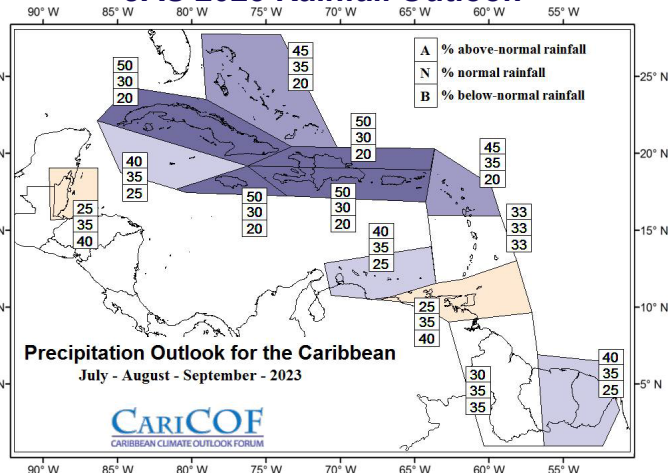 JAS 2023 Rainfall Outlook
90°W 85°W 80°W 75°W 70°W 65°W 60°W 55°W
A % above-normal rainfall
N % normal rainfall
B % below-normal rainfall
25°N
20°N
15°N
10°N
5°N
50
30
20
45
35
20
50
30
20
45
35
20
40
35
25
50
30
20
50
30
20
25
35
40
33
33
33
40
35
25
25
35
40
30
35
35
40
35
25
Precipitation Outlook for the Caribbean
July - August - September - 2023
CARICOF
CARIBBEAN CLIMATE OUTLOOK FORUM
90°W 85°W 80°W 75°W 70°W 65°W 60°W 55°W